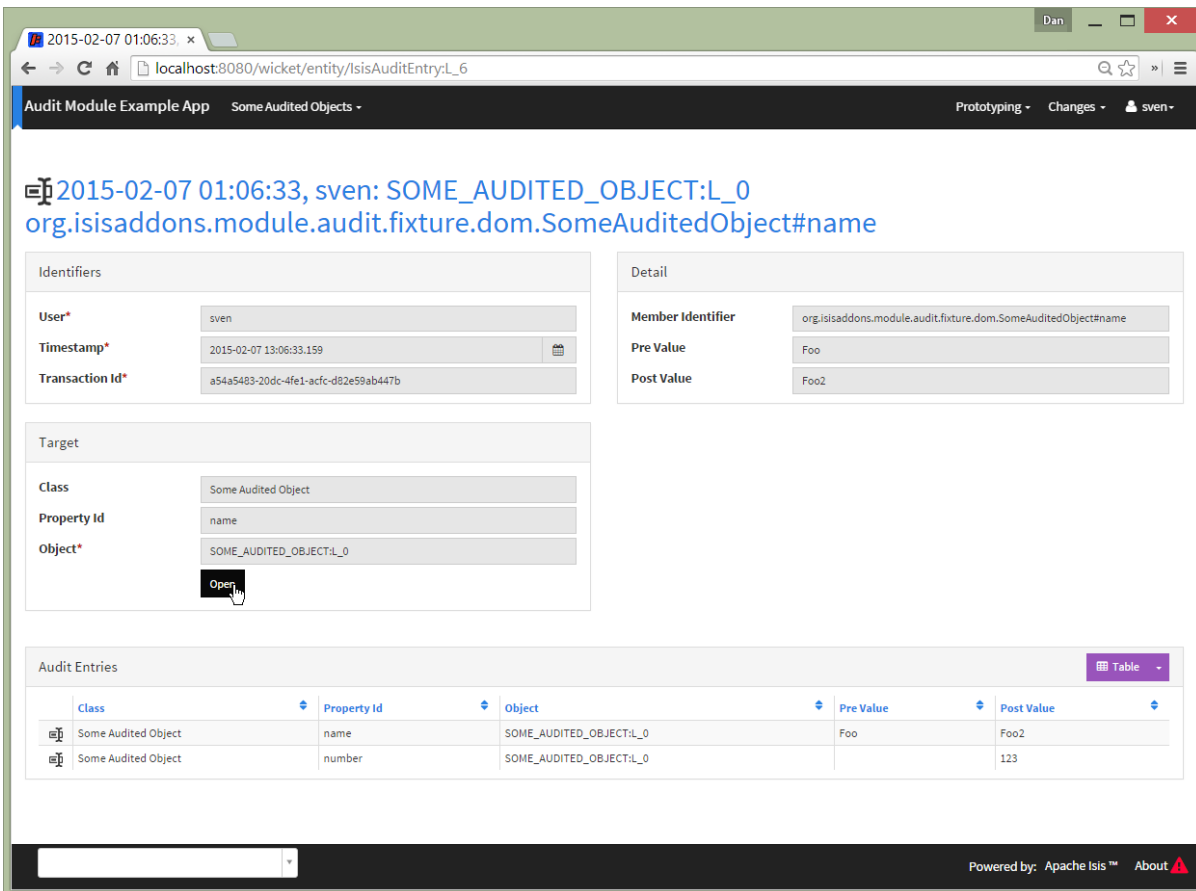 Dan
2015-02-07 01:06:33,
localhost:8080/wicket/entity/IsisAuditEntry:L_6
Audit Module Example App Some Audited Objects Prototyping Changes sven
2015-02-07 01:06:33, sven: SOME_AUDITED_OBJECT:L_0
org.isisaddons.module.audit.fixture.dom.SomeAuditedObject#name
Identifiers
User* sven
Timestamp* 2015-02-07 13:06:33.159
Transaction Id* a54a5483-20dc-4fe1-acfc-d82e59ab447b
Detail
Member Identifier org.isisaddons.module.audit.fixture.dom.SomeAuditedObject#name
Pre Value Foo
Post Value Foo2
Target
Class Some Audited Object
Property Id name
Object* SOME_AUDITED_OBJECT:L_0
Open
Audit Entries Table
Class Property Id Object Pre Value Post Value
Some Audited Object name SOME_AUDITED_OBJECT:L_0 Foo Foo2
Some Audited Object number SOME_AUDITED_OBJECT:L_0 123
Powered by: Apache Isis™ About